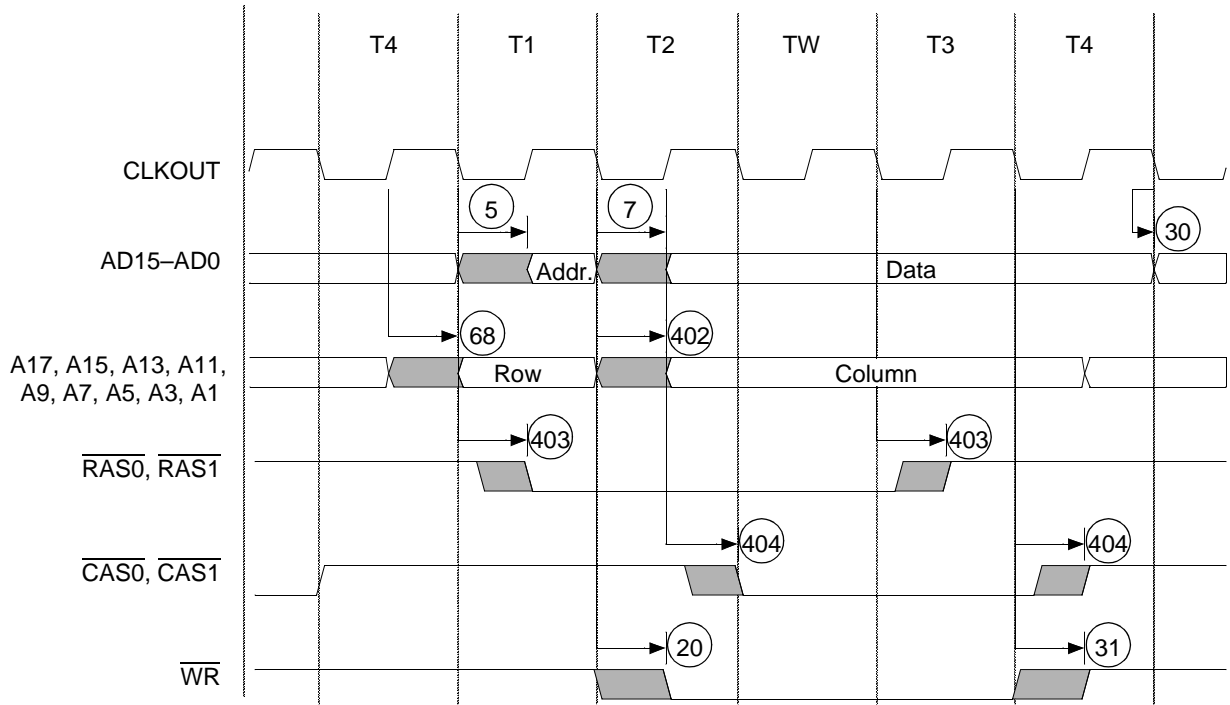 T4 T1 T2 TW T3 T4
CLKOUT
5 7
30
AD15–AD0 Addr. Data
68 402
A17, A15, A13, A11,
A9, A7, A5, A3, A1
Row Column
403 403
RAS0, RAS1
404 404
CAS0, CAS1
20 31
WR